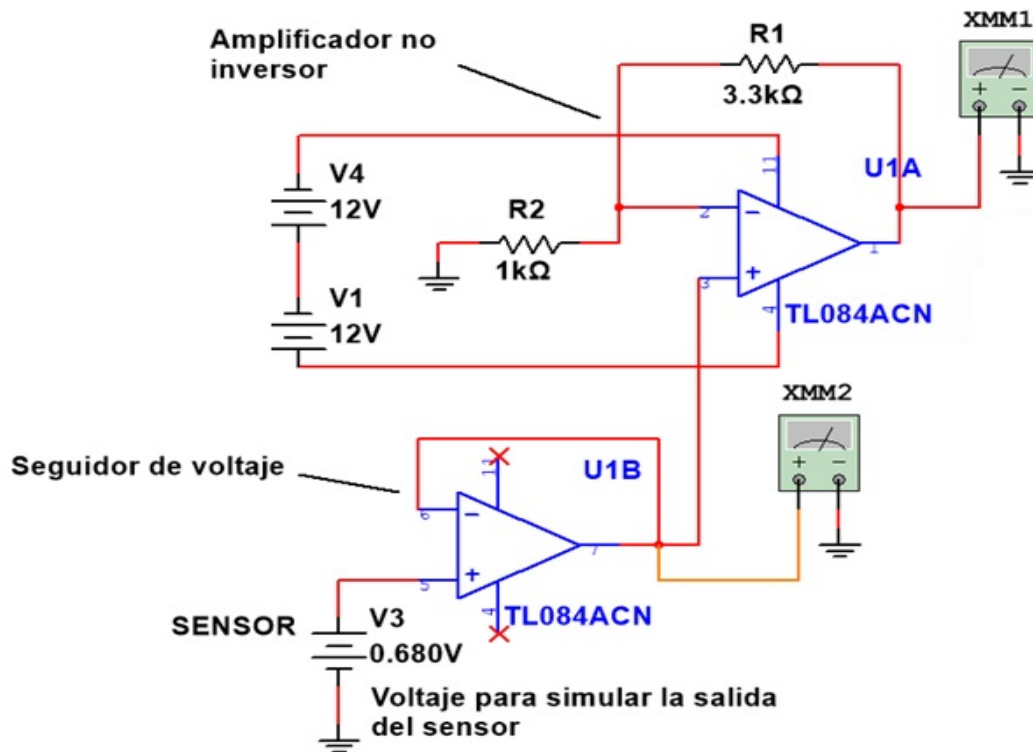 XMM1
Amplificador no
inversor
R1
3.3kΩ
+ −
V4
12V
11
U1A
R2
1kΩ
2
−
1
+
3
V1
12V
4
TL084ACN
XMM2
+ −
Seguidor de voltaje
11
U1B
6
−
7
+
5
4
TL084ACN
SENSOR
V3
0.680V
Voltaje para simular la salida
del sensor